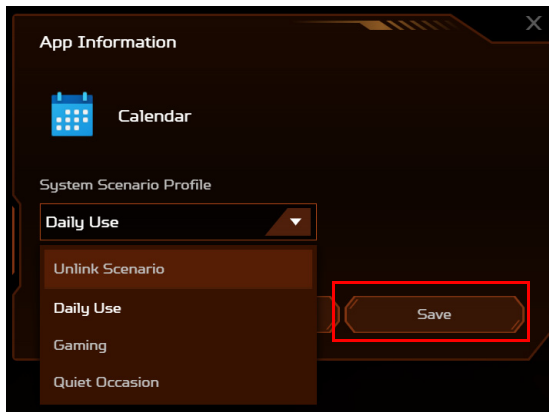 App Information
X
Calendar
System Scenario Profile
Daily Use
Unlink Scenario
Daily Use
Gaming
Quiet Occasion
Save